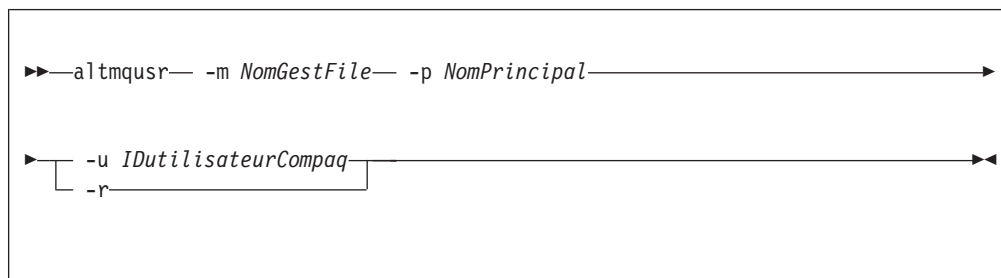 altmqusr -m NomGestFile -p NomPrincipal
-u IDutilisateurCompaq
-r